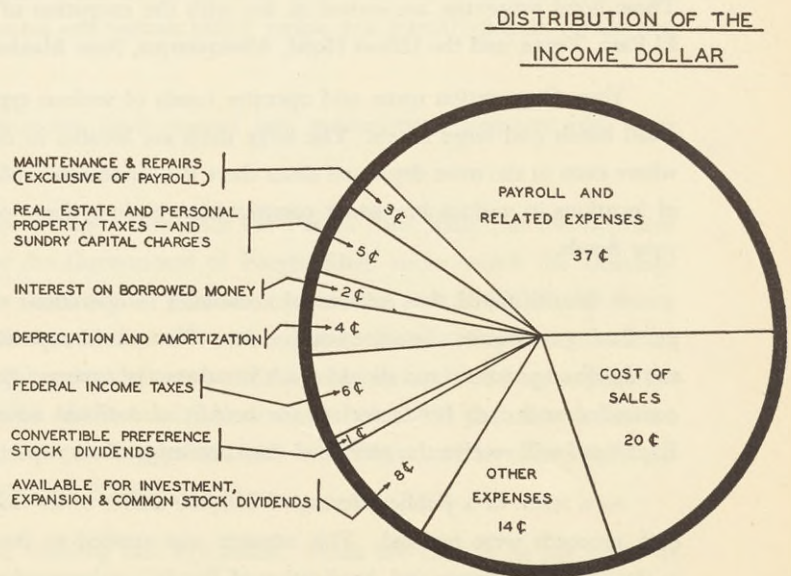 DISTRIBUTION OF THE
INCOME DOLLAR
MAINTENANCE & REPAIRS
(EXCLUSIVE OF PAYROLL)
3¢
REAL ESTATE AND PERSONAL
PROPERTY TAXES — AND
SUNDRY CAPITAL CHARGES
5¢
INTEREST ON BORROWED MONEY
2¢
DEPRECIATION AND AMORTIZATION
4¢
FEDERAL INCOME TAXES
6¢
CONVERTIBLE PREFERENCE
STOCK DIVIDENDS
1¢
AVAILABLE FOR INVESTMENT,
EXPANSION & COMMON STOCK DIVIDENDS
8¢
PAYROLL AND
RELATED EXPENSES
37¢
COST OF
SALES
20¢
OTHER
EXPENSES
14¢